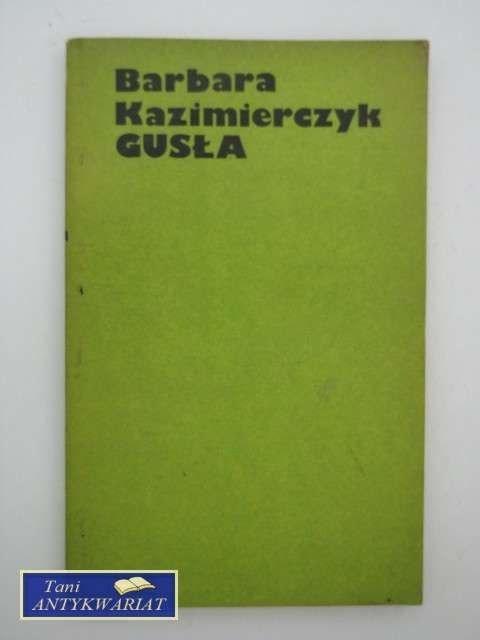 Barbara
Kazimierczyk
GUSŁA
Tani
ANTYKWARIAT